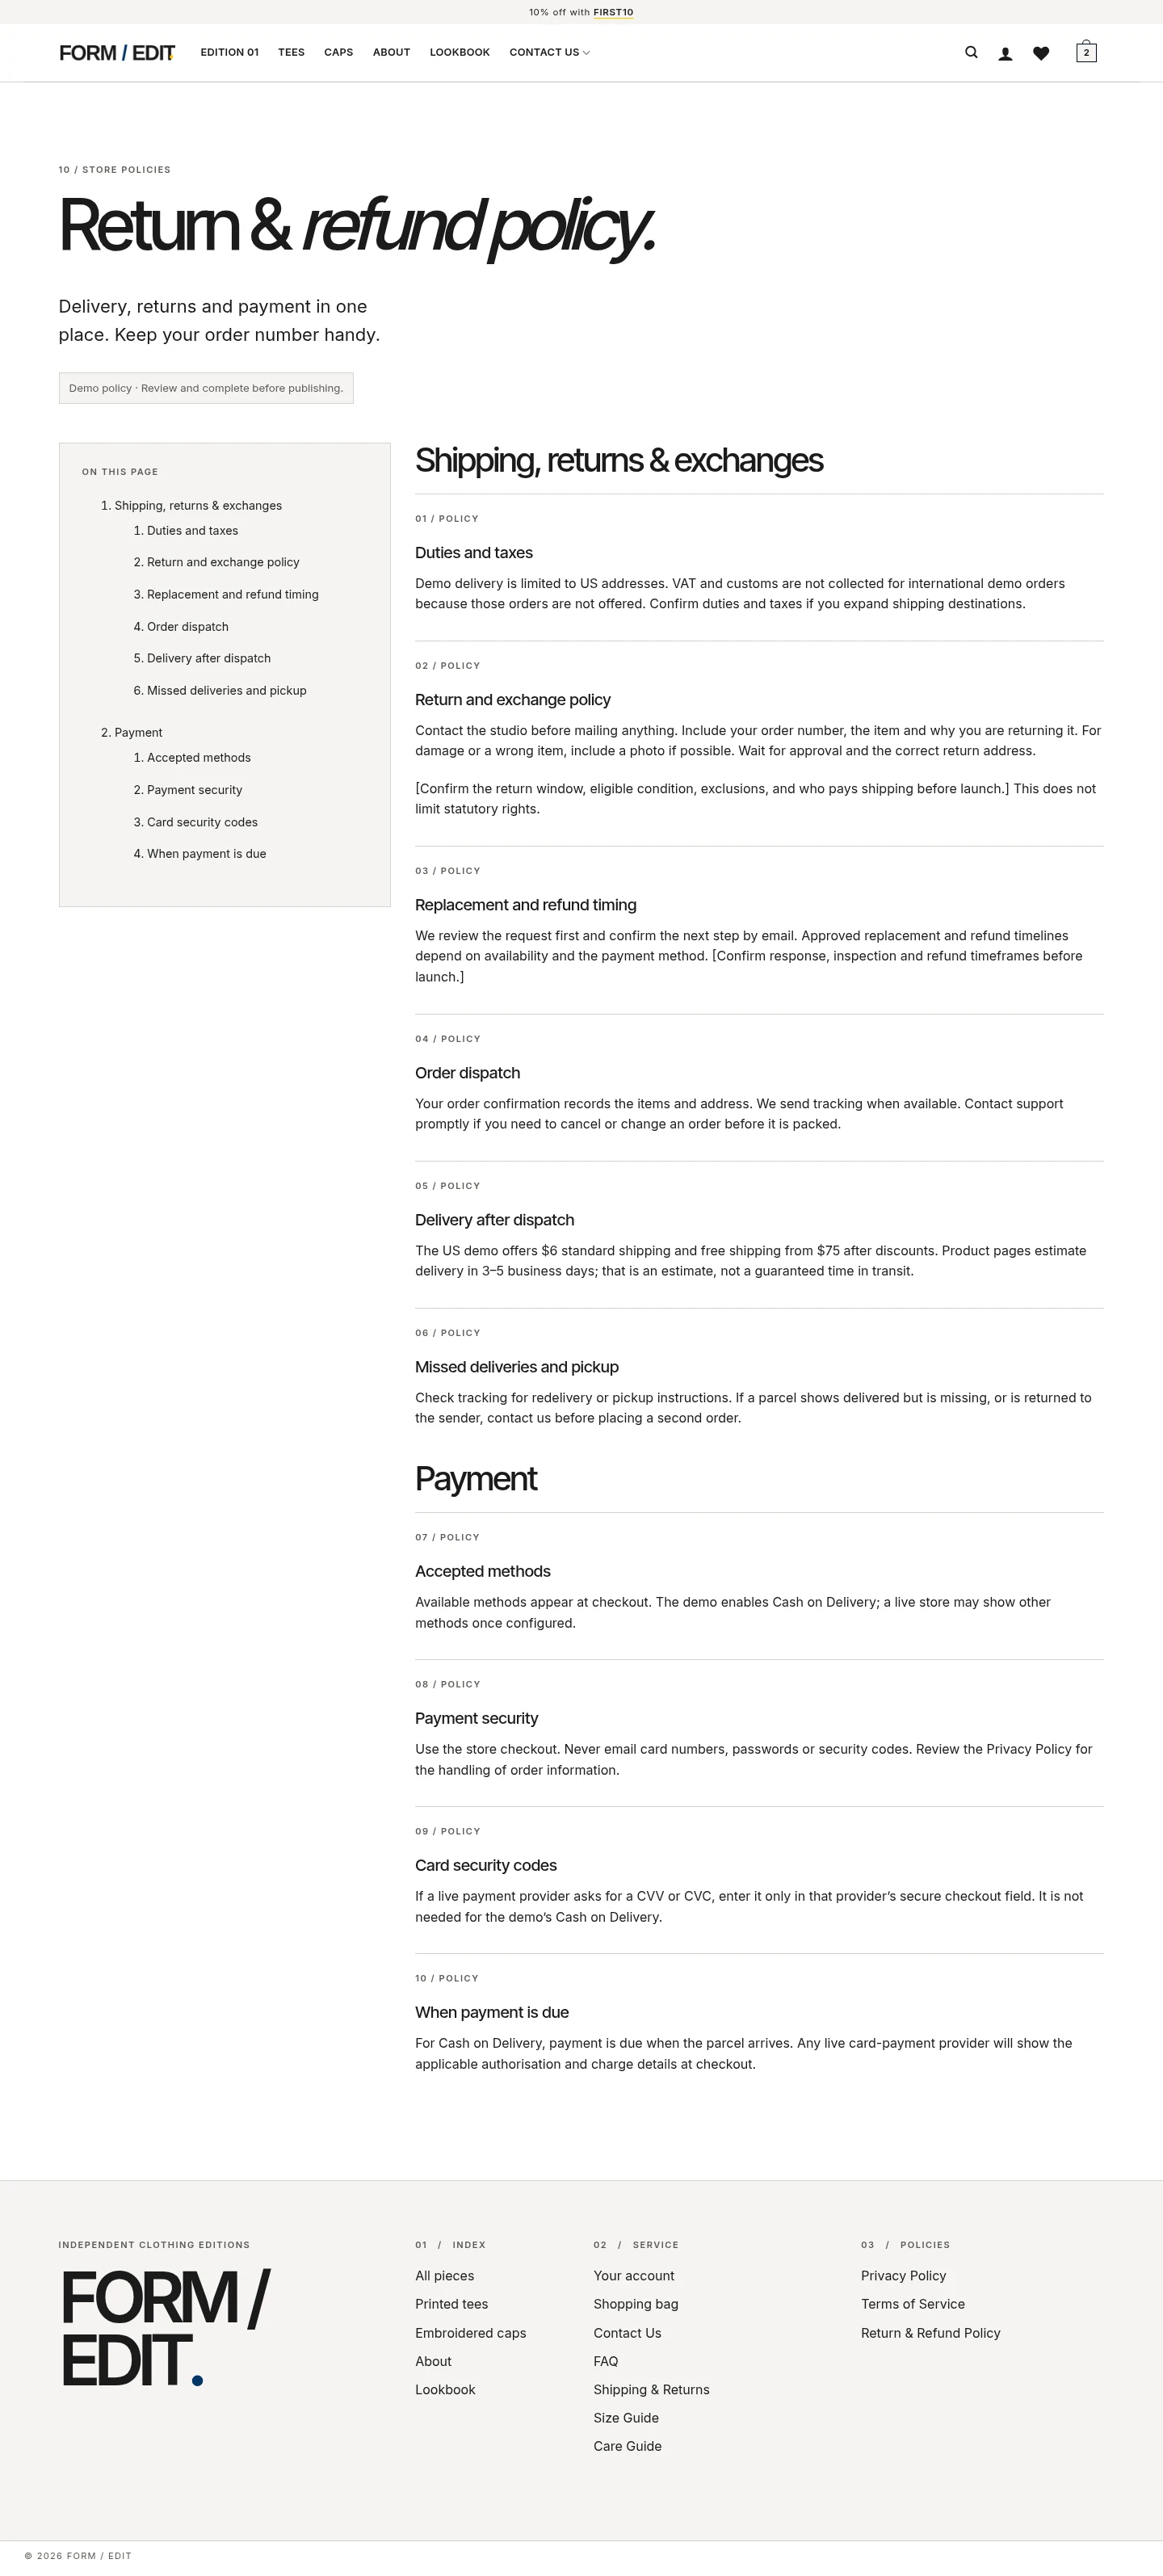 10% off with FIRST10
FORM / EDIT
EDITION 01
TEES
CAPS
ABOUT
LOOKBOOK
CONTACT US
2
10 / STORE POLICIES
Return & refund policy.
Delivery, returns and payment in one
place. Keep your order number handy.
Demo policy · Review and complete before publishing.
ON THIS PAGE
1. Shipping, returns & exchanges
1. Duties and taxes
2. Return and exchange policy
3. Replacement and refund timing
4. Order dispatch
5. Delivery after dispatch
6. Missed deliveries and pickup
2. Payment
1. Accepted methods
2. Payment security
3. Card security codes
4. When payment is due
Shipping, returns & exchanges
01 / POLICY
Duties and taxes
Demo delivery is limited to US addresses. VAT and customs are not collected for international demo orders
because those orders are not offered. Confirm duties and taxes if you expand shipping destinations.
02 / POLICY
Return and exchange policy
Contact the studio before mailing anything. Include your order number, the item and why you are returning it. For
damage or a wrong item, include a photo if possible. Wait for approval and the correct return address.
[Confirm the return window, eligible condition, exclusions, and who pays shipping before launch.] This does not
limit statutory rights.
03 / POLICY
Replacement and refund timing
We review the request first and confirm the next step by email. Approved replacement and refund timelines
depend on availability and the payment method. [Confirm response, inspection and refund timeframes before
launch.]
04 / POLICY
Order dispatch
Your order confirmation records the items and address. We send tracking when available. Contact support
promptly if you need to cancel or change an order before it is packed.
05 / POLICY
Delivery after dispatch
The US demo offers $6 standard shipping and free shipping from $75 after discounts. Product pages estimate
delivery in 3–5 business days; that is an estimate, not a guaranteed time in transit.
06 / POLICY
Missed deliveries and pickup
Check tracking for redelivery or pickup instructions. If a parcel shows delivered but is missing, or is returned to
the sender, contact us before placing a second order.
Payment
07 / POLICY
Accepted methods
Available methods appear at checkout. The demo enables Cash on Delivery; a live store may show other
methods once configured.
08 / POLICY
Payment security
Use the store checkout. Never email card numbers, passwords or security codes. Review the Privacy Policy for
the handling of order information.
09 / POLICY
Card security codes
If a live payment provider asks for a CVV or CVC, enter it only in that provider’s secure checkout field. It is not
needed for the demo’s Cash on Delivery.
10 / POLICY
When payment is due
For Cash on Delivery, payment is due when the parcel arrives. Any live card-payment provider will show the
applicable authorisation and charge details at checkout.
INDEPENDENT CLOTHING EDITIONS
FORM /
EDIT.
01 / INDEX
All pieces
Printed tees
Embroidered caps
About
Lookbook
02 / SERVICE
Your account
Shopping bag
Contact Us
FAQ
Shipping & Returns
Size Guide
Care Guide
03 / POLICIES
Privacy Policy
Terms of Service
Return & Refund Policy
© 2026 FORM / EDIT